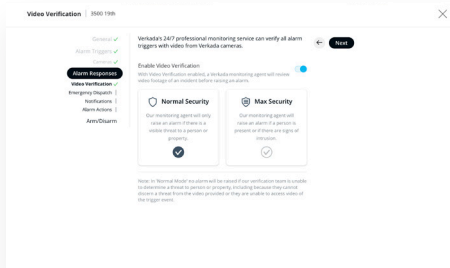 Video Verification 3500 19th
General
Alarm Triggers
Cameras
Alarm Responses
Video Verification
Emergency Dispatch
Notifications
Alarm Actions
Arm/Disarm
Verkada's 24/7 professional monitoring service can verify all alarm
triggers with video from Verkada cameras.
Next
Enable Video Verification
With Video Verification enabled, a Verkada monitoring agent will review
video footage of an incident before raising an alarm.
Normal Security
Our monitoring agent will only
raise an alarm if there is a
visible threat to a person or
property.
Max Security
Our monitoring agent will
raise an alarm if a person is
present or if there are signs of
intrusion.
Note: In 'Normal Mode' no alarm will be raised if our verification team is unable
to determine a threat to person or property, including because they cannot
discern a threat from the video provided or they are unable to access video of
the trigger event.